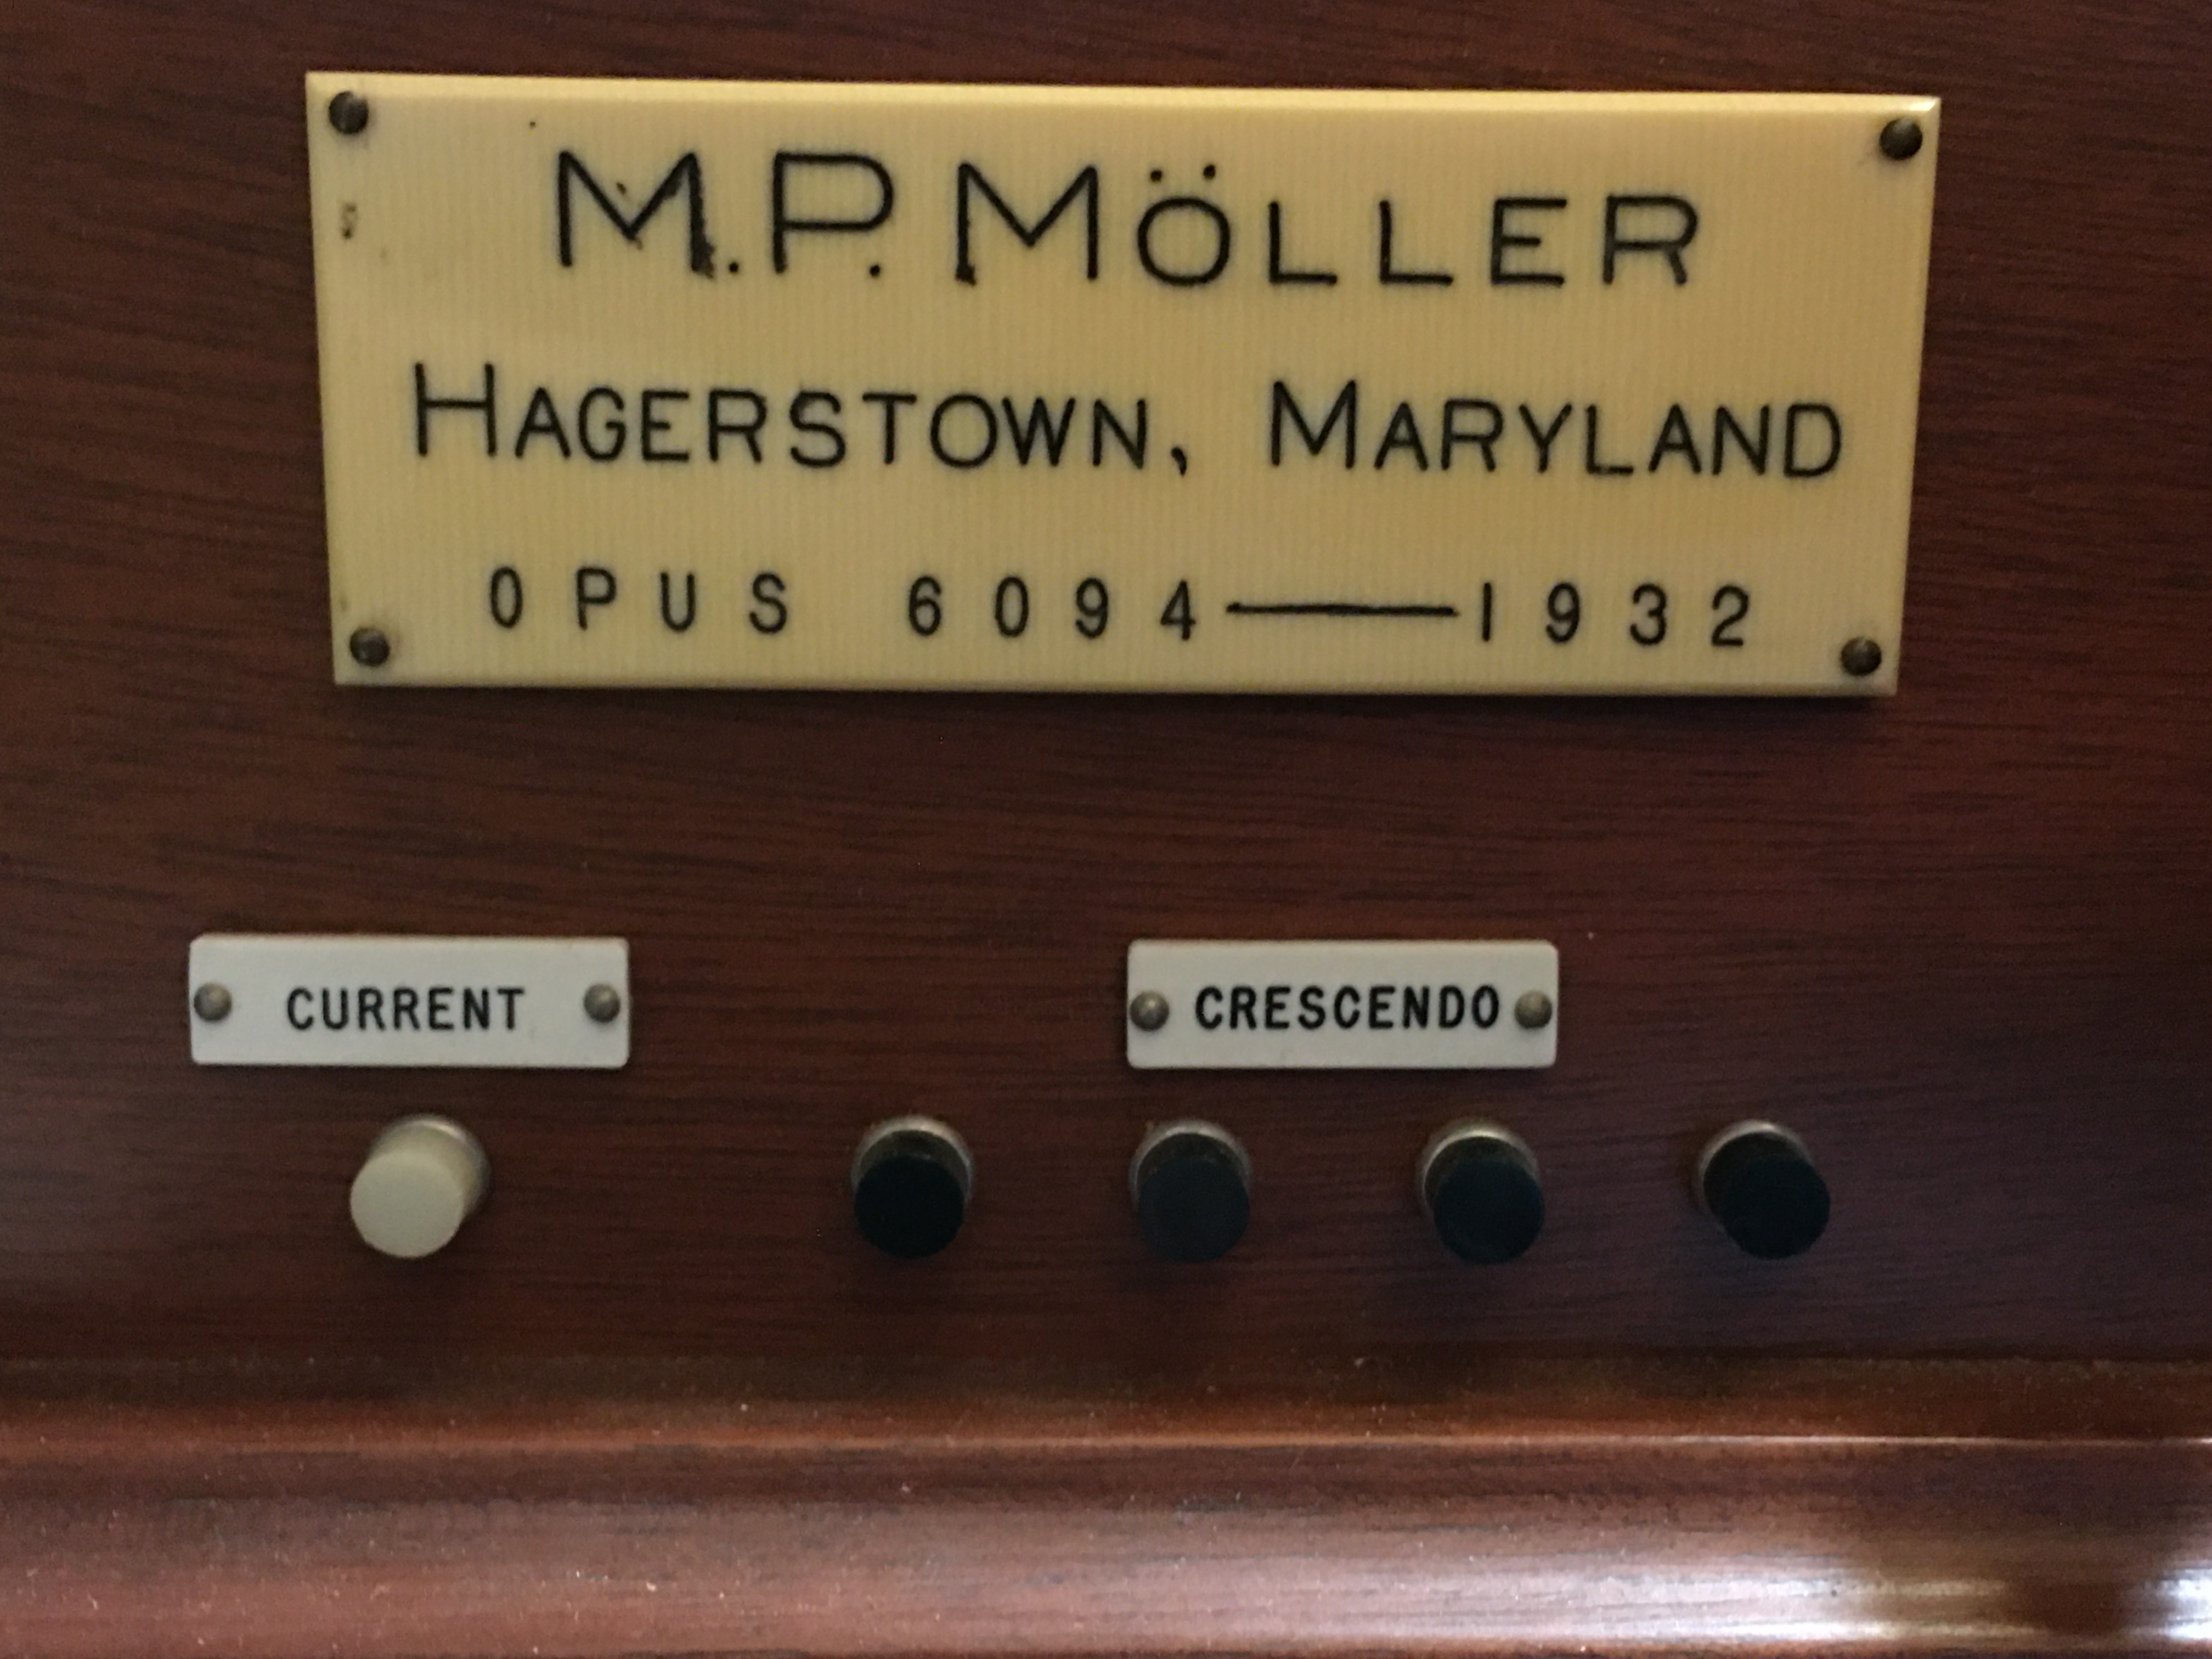 M.P. MÖLLER
HAGERSTOWN, MARYLAND
OPUS 6094—1932
CURRENT
CRESCENDO